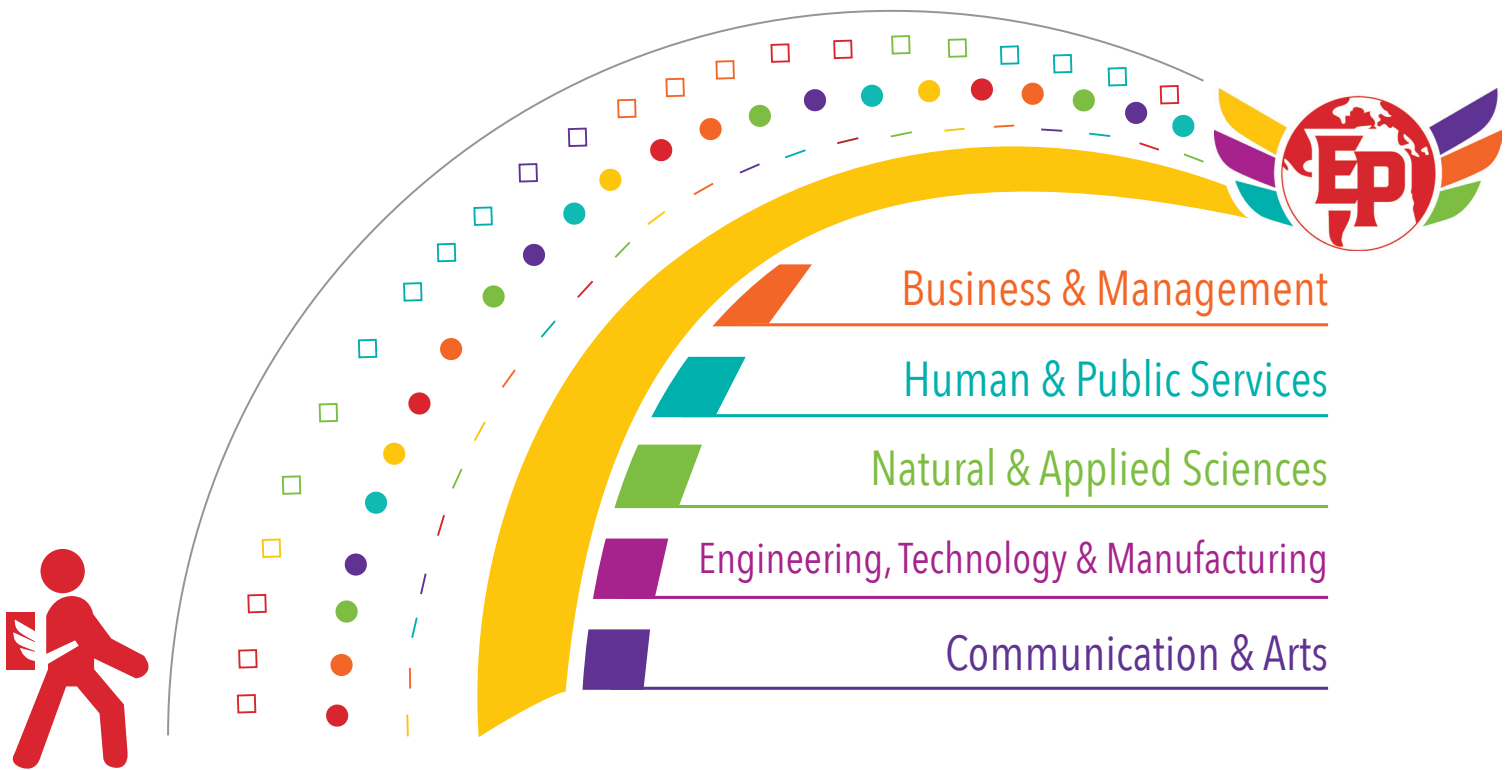 EP
Business & Management
Human & Public Services
Natural & Applied Sciences
Engineering, Technology & Manufacturing
Communication & Arts